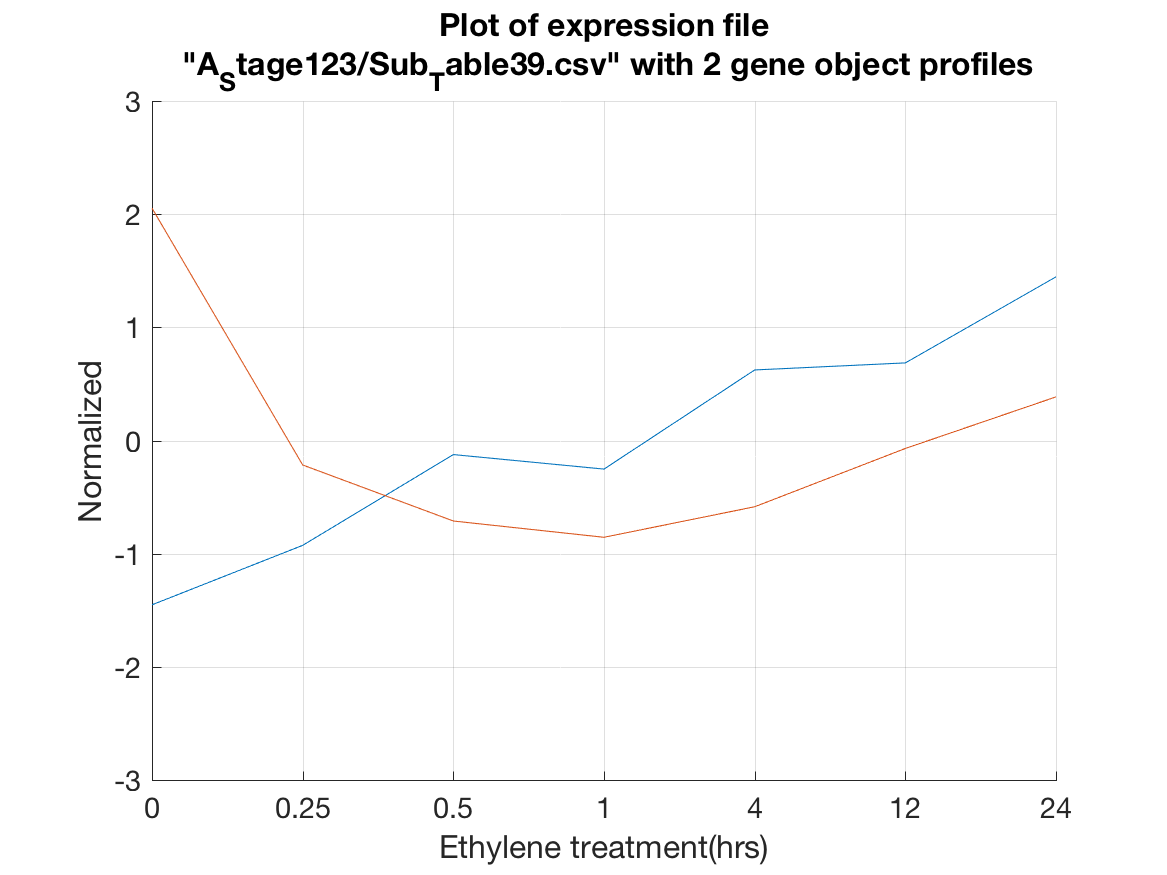 Plot of expression file
"A_Stage123/Sub_Table39.csv" with 2 gene object profiles
3
2
1
0
-1
-2
-3
Normalized
0 0.25 0.5 1 4 12 24
Ethylene treatment(hrs)